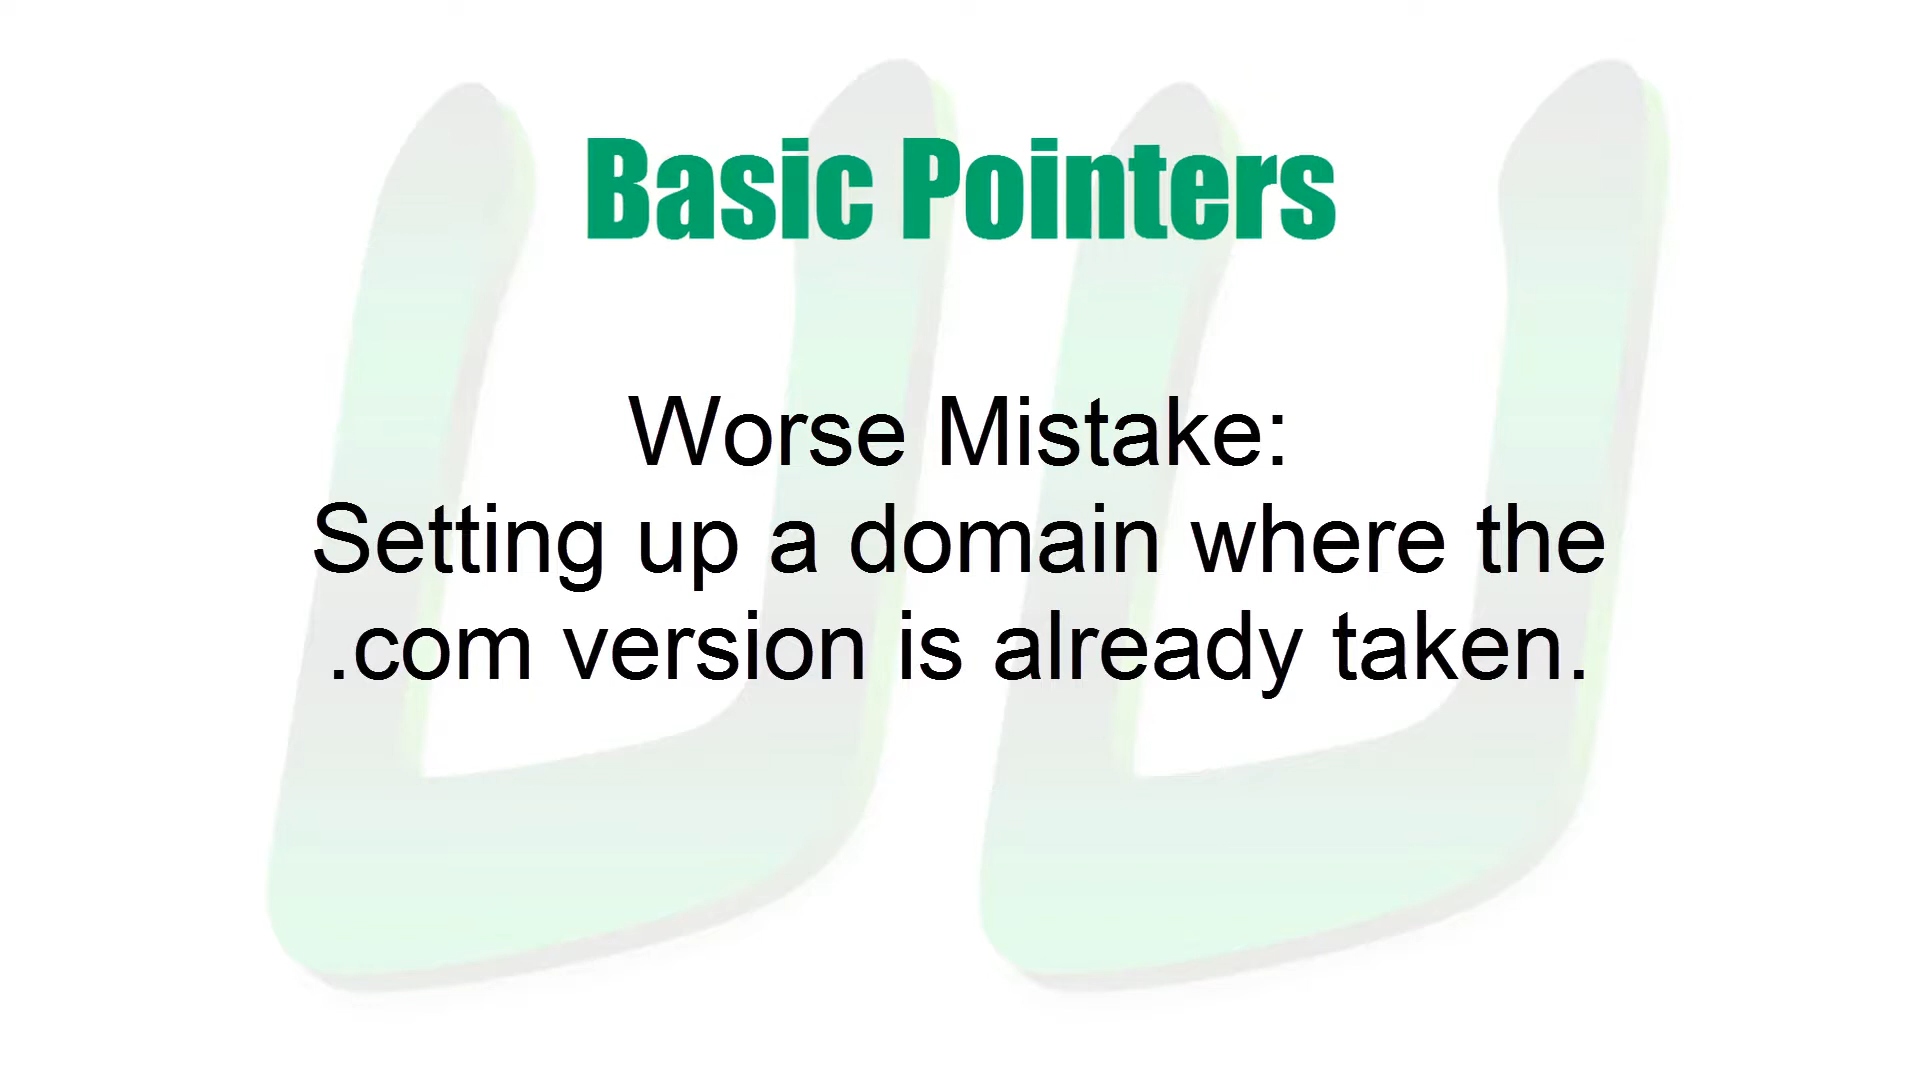 Basic Pointers
Worse Mistake:
Setting up a domain where the
.com version is already taken.